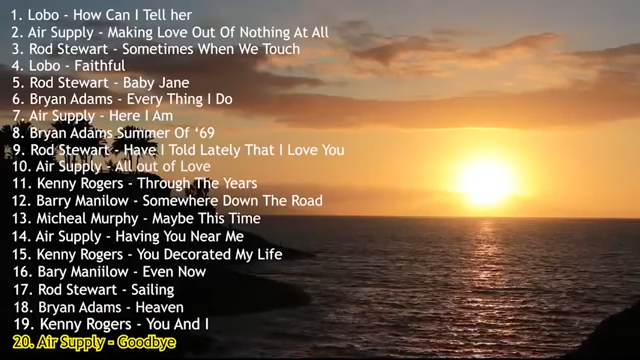 1. Lobo - How Can I Tell her
2. Air Supply - Making Love Out Of Nothing At All
3. Rod Stewart - Sometimes When We Touch
4. Lobo - Faithful
5. Rod Stewart - Baby Jane
6. Bryan Adams - Every Thing I Do
7. Air Supply - Here I Am
8. Bryan Adams Summer Of ‘69
9. Rod Stewart - Have I Told Lately That I Love You
10. Air Supply - All out of Love
11. Kenny Rogers - Through The Years
12. Barry Manilow - Somewhere Down The Road
13. Micheal Murphy - Maybe This Time
14. Air Supply - Having You Near Me
15. Kenny Rogers - You Decorated My Life
16. Bary Maniilow - Even Now
17. Rod Stewart - Sailing
18. Bryan Adams - Heaven
19. Kenny Rogers - You And I
20. Air Supply - Goodbye